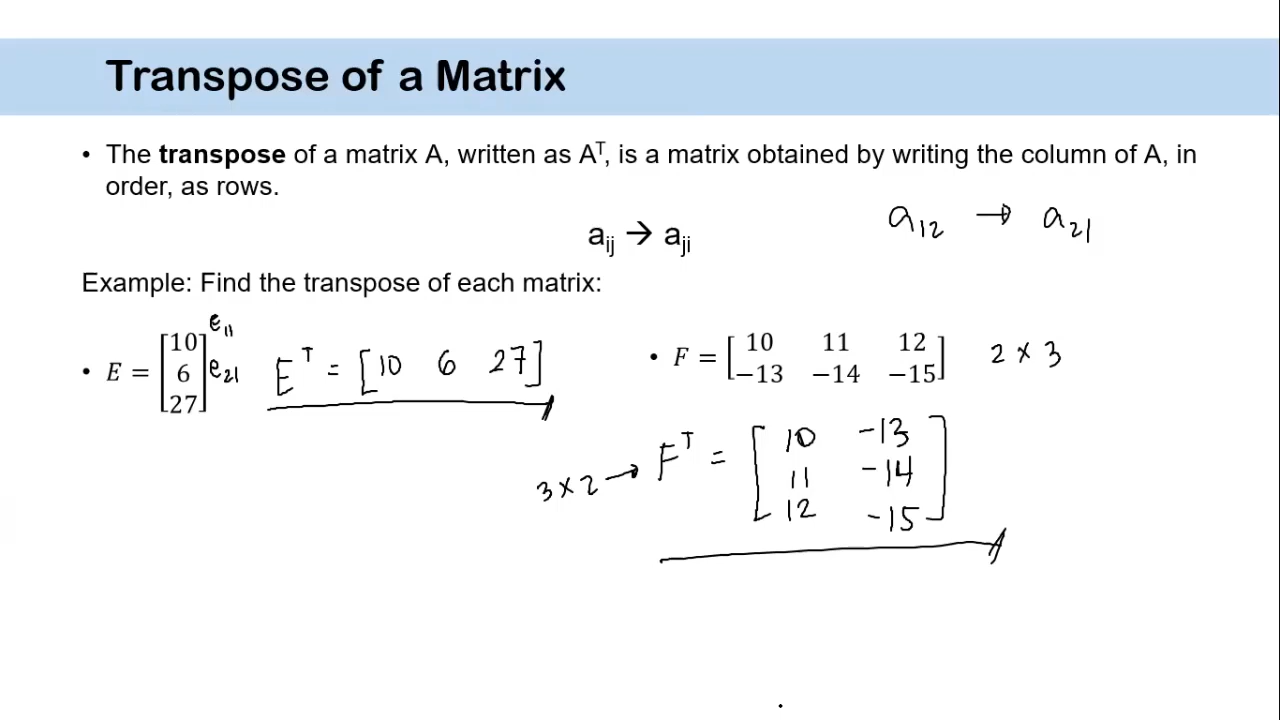 Transpose of a Matrix
• The transpose of a matrix A, written as Aᵀ, is a matrix obtained by writing the column of A, in
order, as rows.
a₁₂ → a₂₁
aᵢⱼ → aⱼᵢ
Example: Find the transpose of each matrix:
• E = [10 6 27] e₁₁ e₂₁
Eᵀ = [10 6 27]
• F = [10 11 12
−13 −14 −15] 2 × 3
3 × 2 → Fᵀ = [10 -13
11 -14
12 -15]